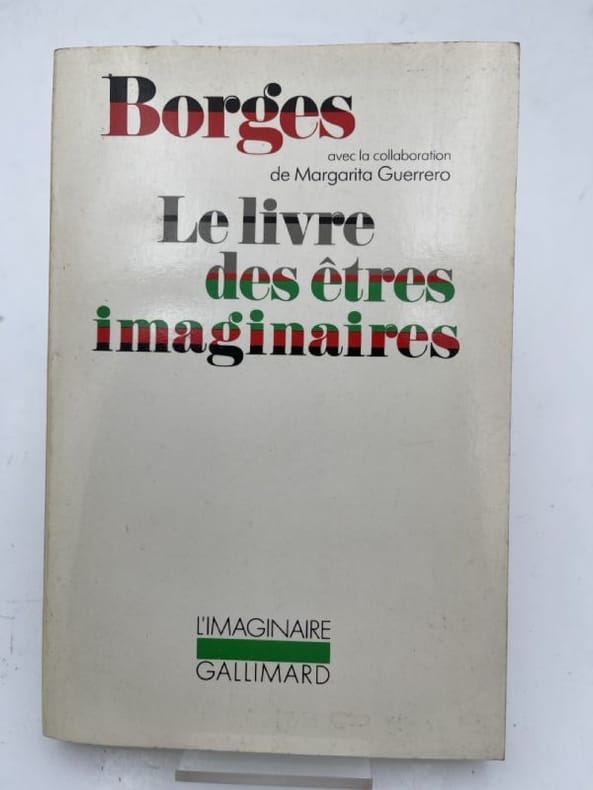 Borges
avec la collaboration
de Margarita Guerrero
Le livre
des êtres
imaginaires
L'IMAGINAIRE
GALLIMARD